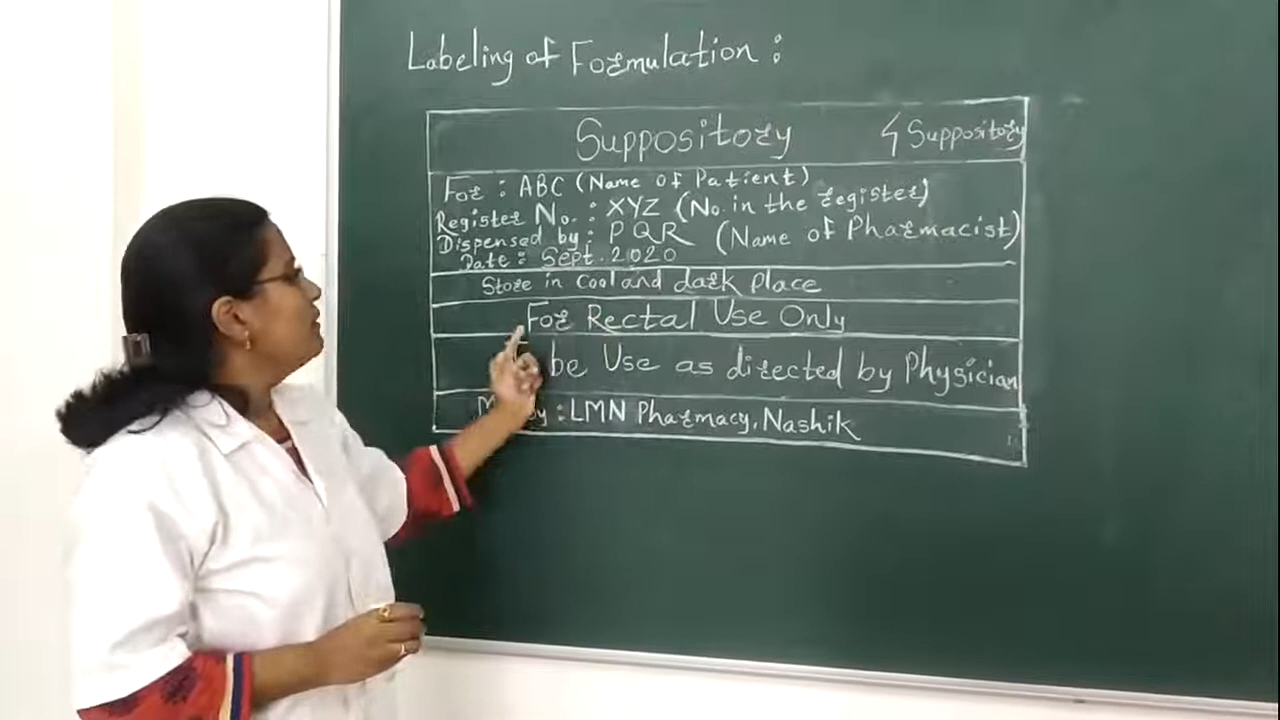 Labeling of Formulation :
Suppository 4 Suppository
For : ABC (Name of Patient)
Register No. : XYZ (No. in the register)
Dispensed by : PQR (Name of Pharmacist)
Date : Sept. 2020
Store in cool and dark place
For Rectal Use Only
be Use as directed by Physician
: LMN Pharmacy, Nashik